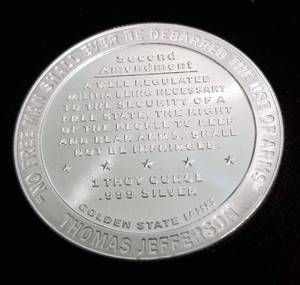 "NO FREE MAN SHALL EVER BE DEBARRED THE USE OF ARMS"
Second
Amendment
A WELL REGULATED
MILITIA BEING NECESSARY
TO THE SECURITY OF A
FREE STATE, THE RIGHT
OF THE PEOPLE TO KEEP
AND BEAR ARMS, SHALL
NOT BE INFRINGED.
1 TROY OUNCE
.999 SILVER
GOLDEN STATE MINT
THOMAS JEFFERSON